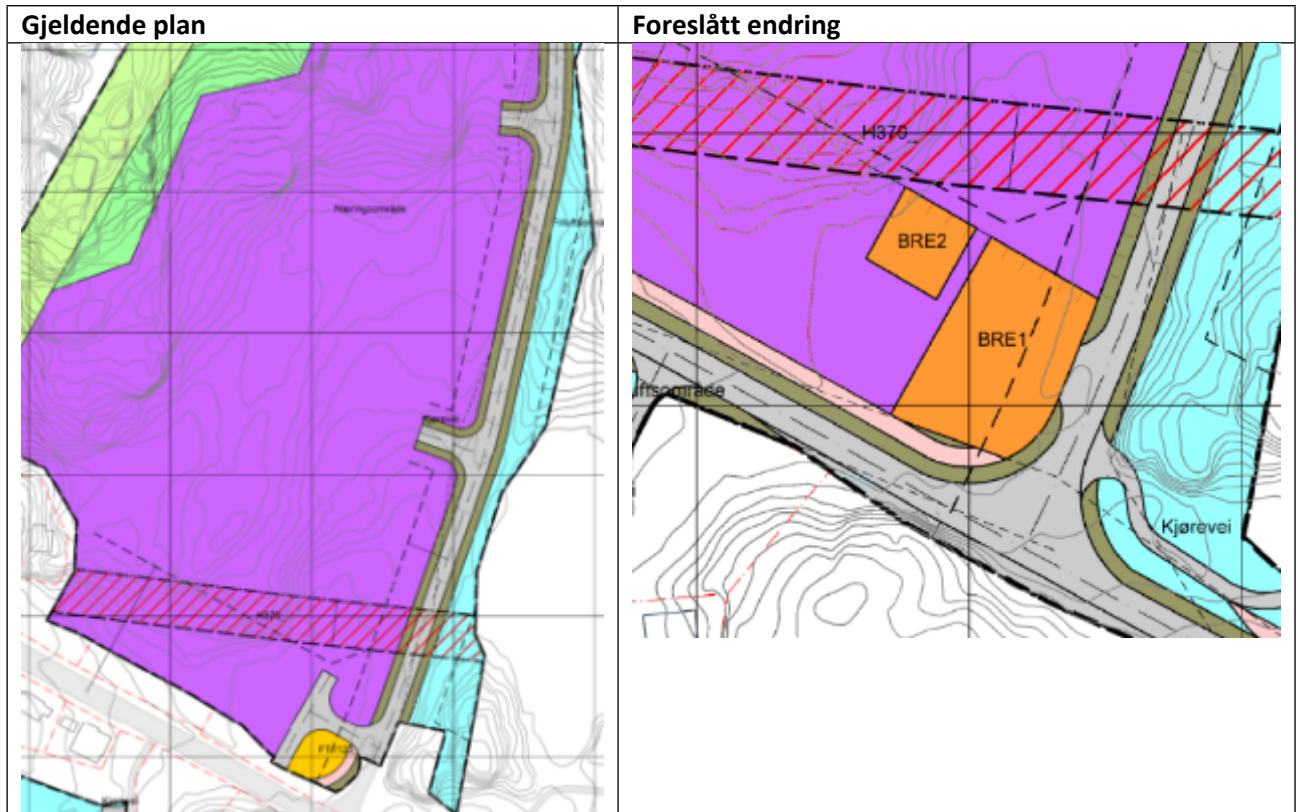 Gjeldende plan
Foreslått endring
Næringsområde
H370
BRE2
BRE1
Kjørevei